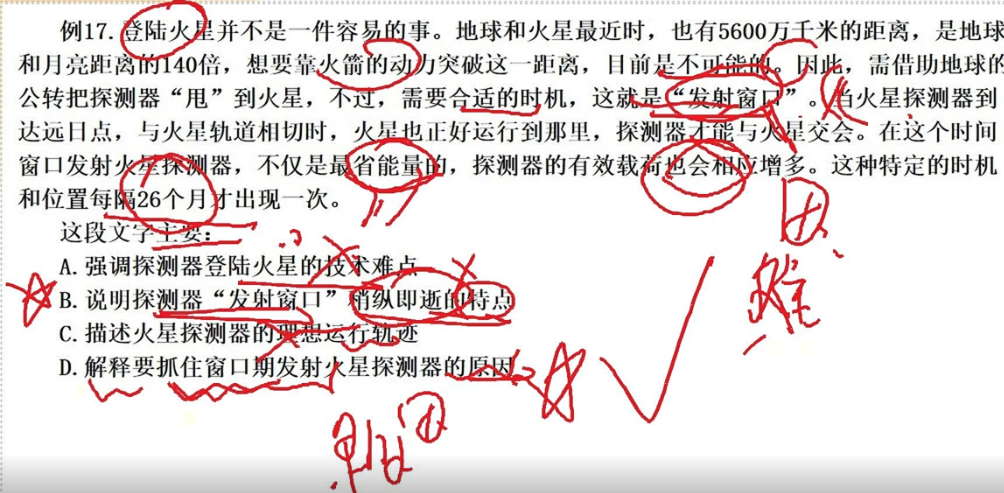 例17. 登陆火星并不是一件容易的事。地球和火星最近时，也有5600万千米的距离，是地球
和月亮距离的140倍，想要靠火箭的动力突破这一距离，目前是不可能的。因此，需借助地球的
公转把探测器“甩”到火星，不过，需要合适的时机，这就是“发射窗口”。当火星探测器到
达远日点，与火星轨道相切时，火星也正好运行到那里，探测器才能与火星交会。在这个时间
窗口发射火星探测器，不仅是最省能量的，探测器的有效载荷也会相应增多。这种特定的时机
和位置每隔26个月才出现一次。
这段文字主要：
A. 强调探测器登陆火星的技术难点
B. 说明探测器“发射窗口”稍纵即逝的特点
C. 描述火星探测器的理想运行轨迹
D. 解释要抓住窗口期发射火星探测器的原因
难